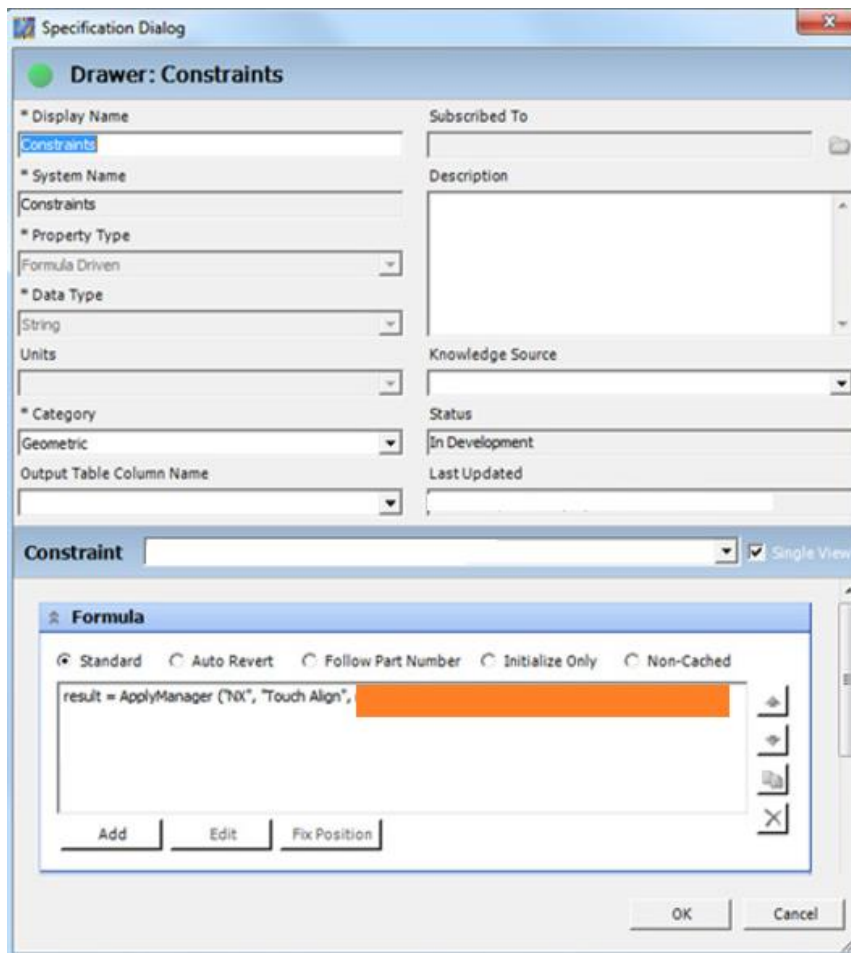 Specification Dialog
Drawer: Constraints
* Display Name
Constraints
* System Name
Constraints
* Property Type
Formula Driven
* Data Type
String
Units
* Category
Geometric
Output Table Column Name
Subscribed To
Description
Knowledge Source
Status
In Development
Last Updated
Constraint Single View
Formula
Standard Auto Revert Follow Part Number Initialize Only Non-Cached
result = ApplyManager ("NX", "Touch Align",
Add Edit Fix Position
OK Cancel